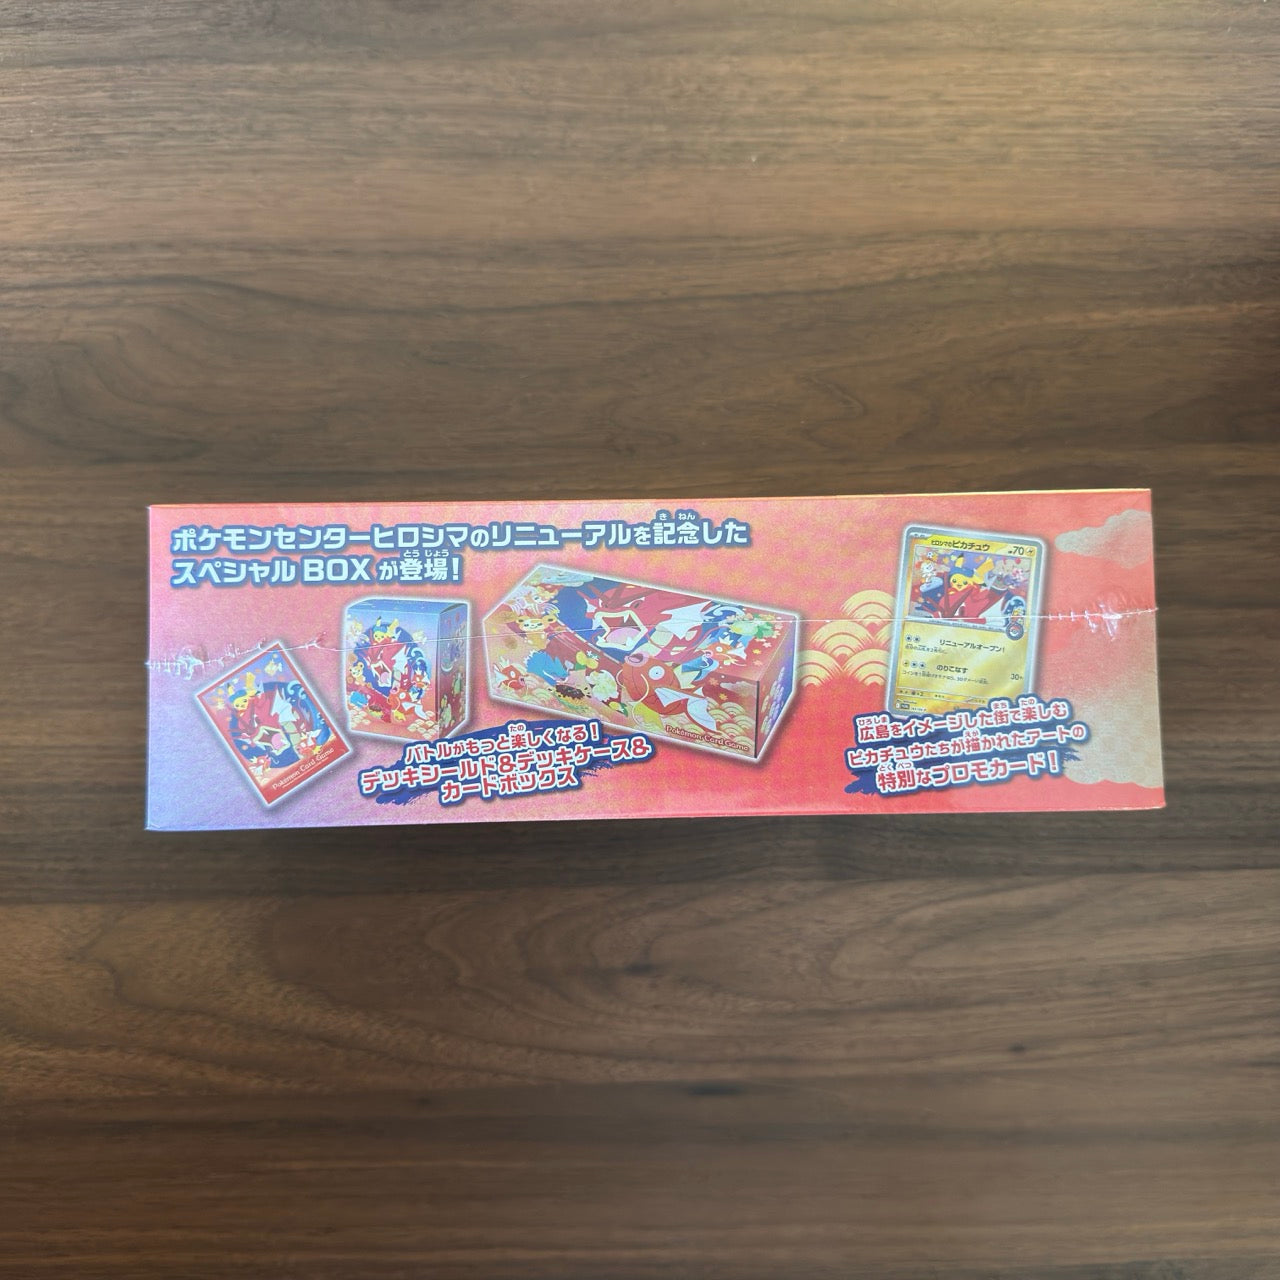 ポケモンセンターヒロシマのリニューアルを記念した
スペシャルBOXが登場！
バトルがもっと楽しくなる！
デッキシールド&デッキケース&
カードボックス
Pokémon Card Game
Pokémon Card Game
ヒロシマのピカチュウ
HP70
リニューアルオープン！
のりこなす
30+
広島をイメージした街で楽しむ
ピカチュウたちが描かれたアートの
特別なプロモカード！